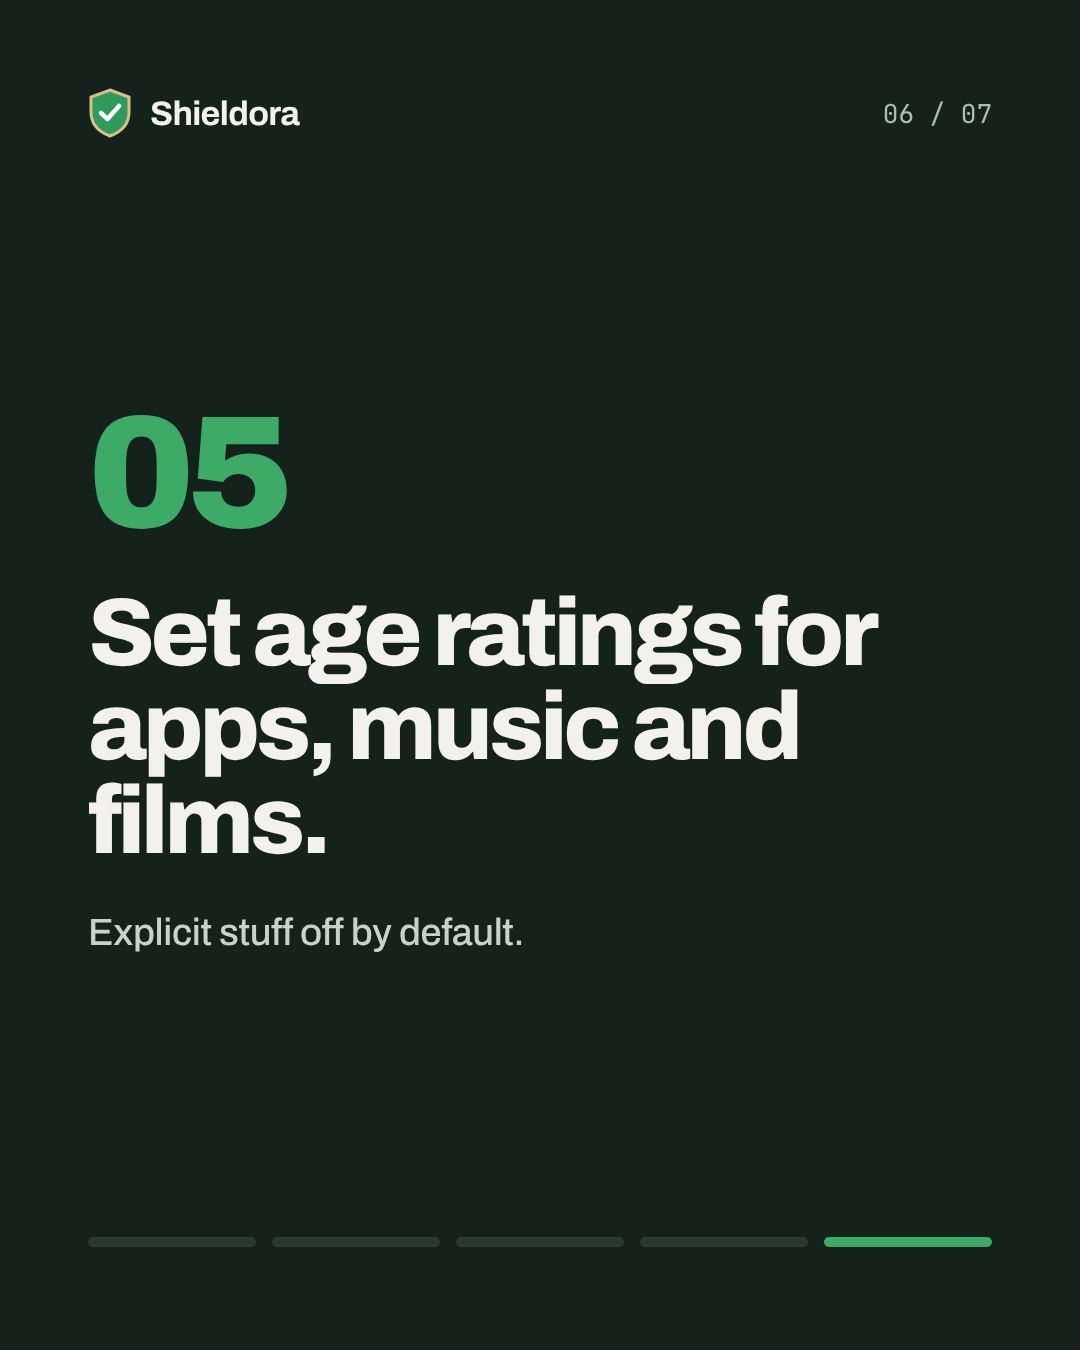 Shieldora
06 / 07
05
Set age ratings for
apps, music and
films.
Explicit stuff off by default.